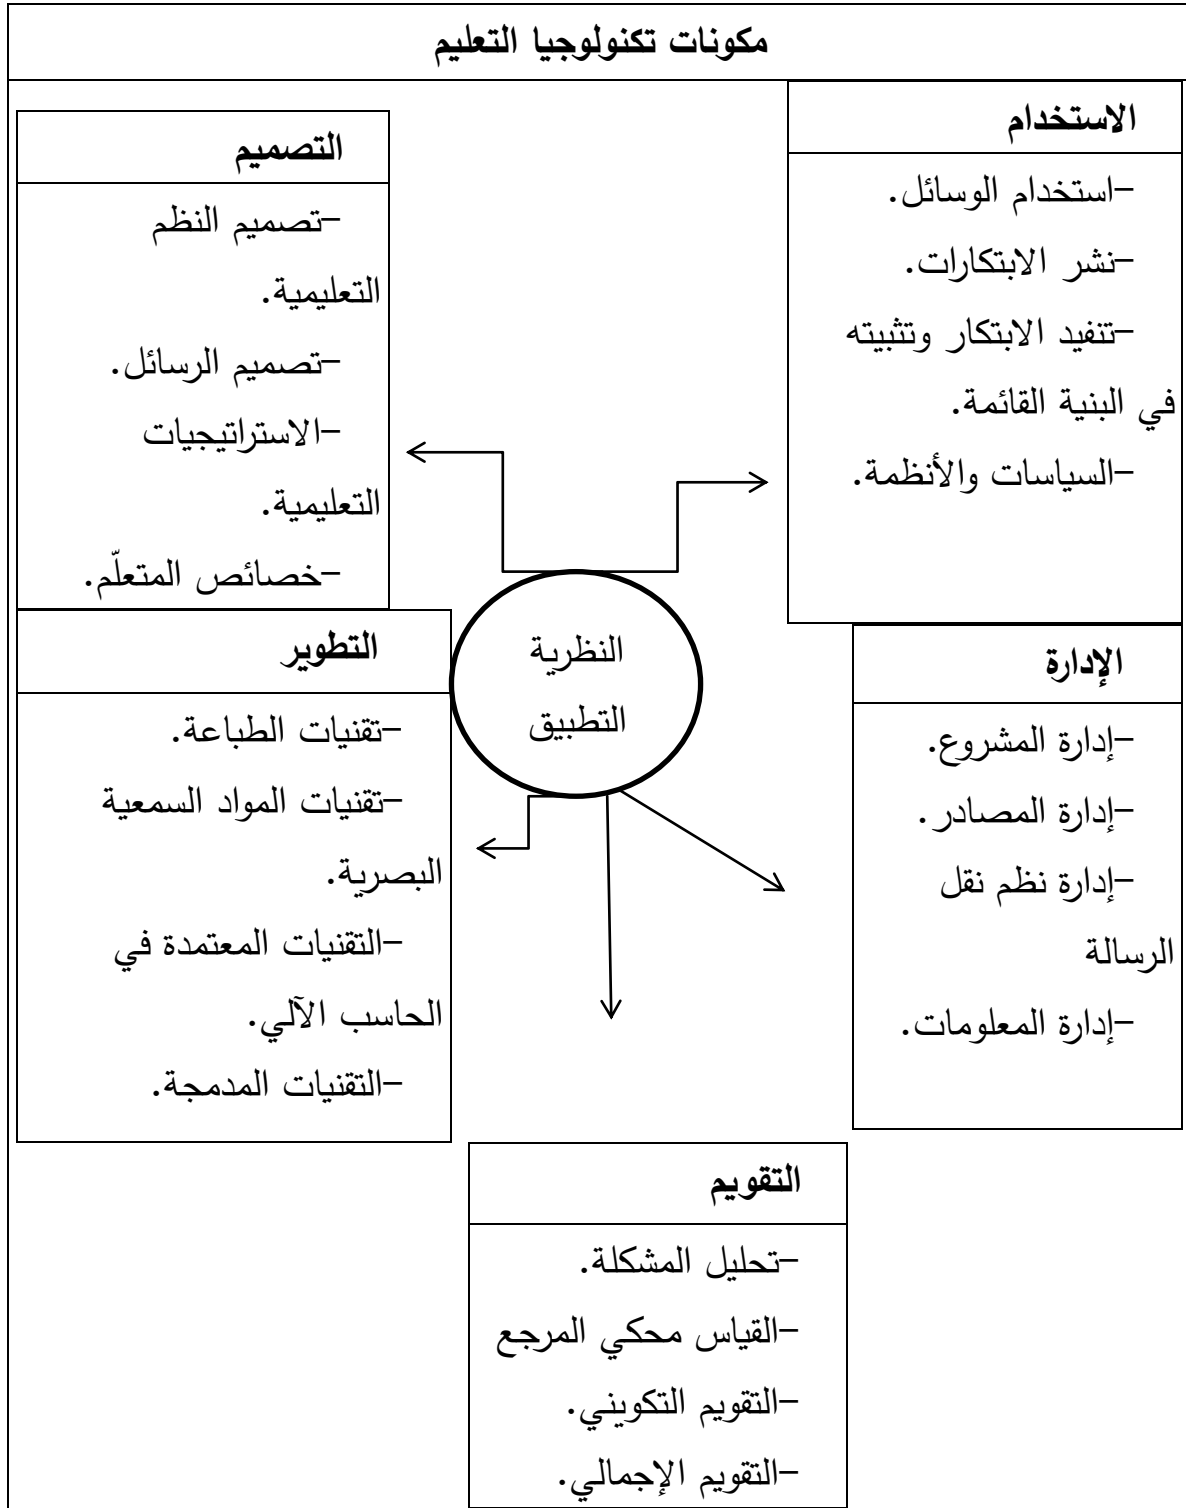 مكونات تكنولوجيا التعليم
الاستخدام
–استخدام الوسائل.
–نشر الابتكارات.
–تتفيد الابتكار وتثبيته
في البنية القائمة.
–السياسات والأنظمة.
التصميم
–تصميم النظم
التعليمية.
–تصميم الرسائل.
–الاستراتيجيات
التعليمية.
–خصائص المتعلّم.
النظرية
التطبيق
الإدارة
–إدارة المشروع.
–إدارة المصادر.
–إدارة نظم نقل
الرسالة
–إدارة المعلومات.
التطوير
–تقنيات الطباعة.
–تقنيات المواد السمعية
البصرية.
–التقنيات المعتمدة في
الحاسب الآلي.
–التقنيات المدمجة.
التقويم
–تحليل المشكلة.
–القياس محكي المرجع
–التقويم التكويني.
–التقويم الإجمالي.